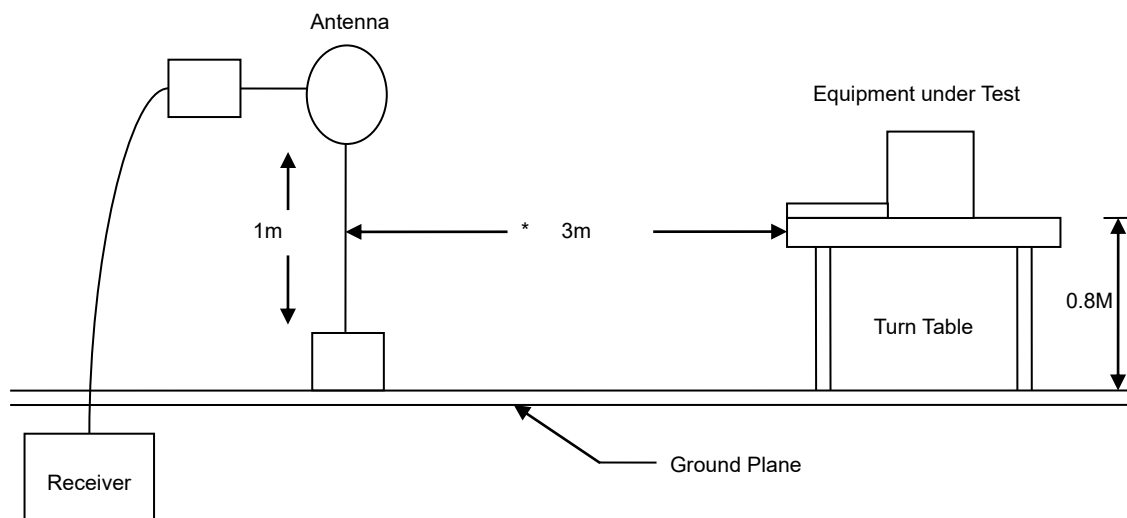 Antenna
Equipment under Test
1m
* 3m
0.8M
Turn Table
Ground Plane
Receiver